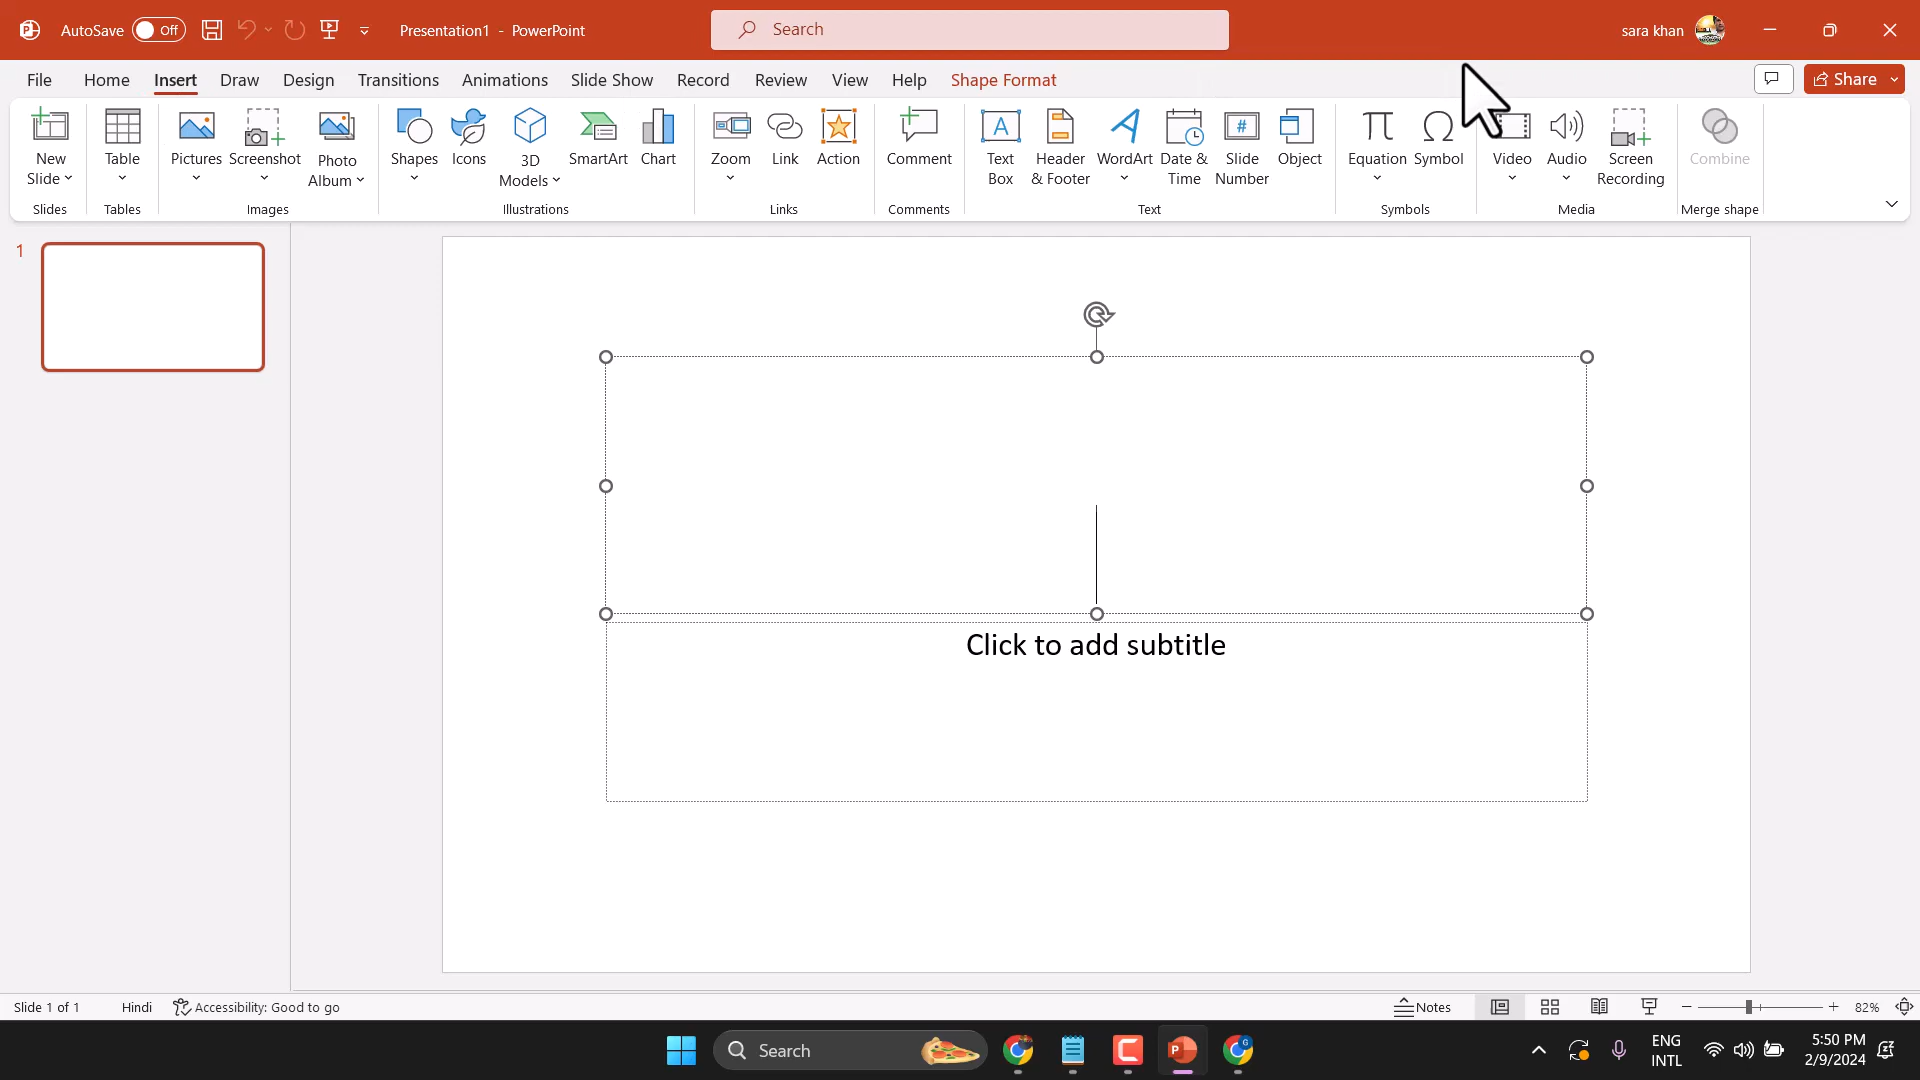 AutoSave Off Presentation1 - PowerPoint Search sara khan
File Home Insert Draw Design Transitions Animations Slide Show Record Review View Help Shape Format Share
New Slide
Table
Pictures
Screenshot
Photo Album
Shapes
Icons
3D Models
SmartArt
Chart
Zoom
Link
Action
Comment
Text Box
Header & Footer
WordArt
Date & Time
Slide Number
Object
Equation
Symbol
Video
Audio
Screen Recording
Combine
Slides Tables Images Illustrations Links Comments Text Symbols Media Merge shape
1
Click to add subtitle
Slide 1 of 1 Hindi Accessibility: Good to go Notes 82%
Search ENG INTL 5:50 PM 2/9/2024